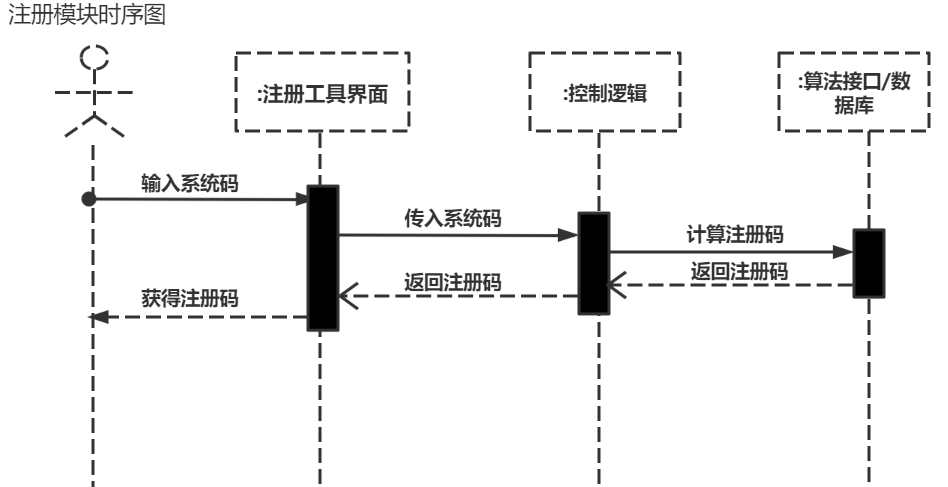 注册模块时序图
:注册工具界面
:控制逻辑
:算法接口/数
据库
输入系统码
传入系统码
计算注册码
返回注册码
返回注册码
获得注册码